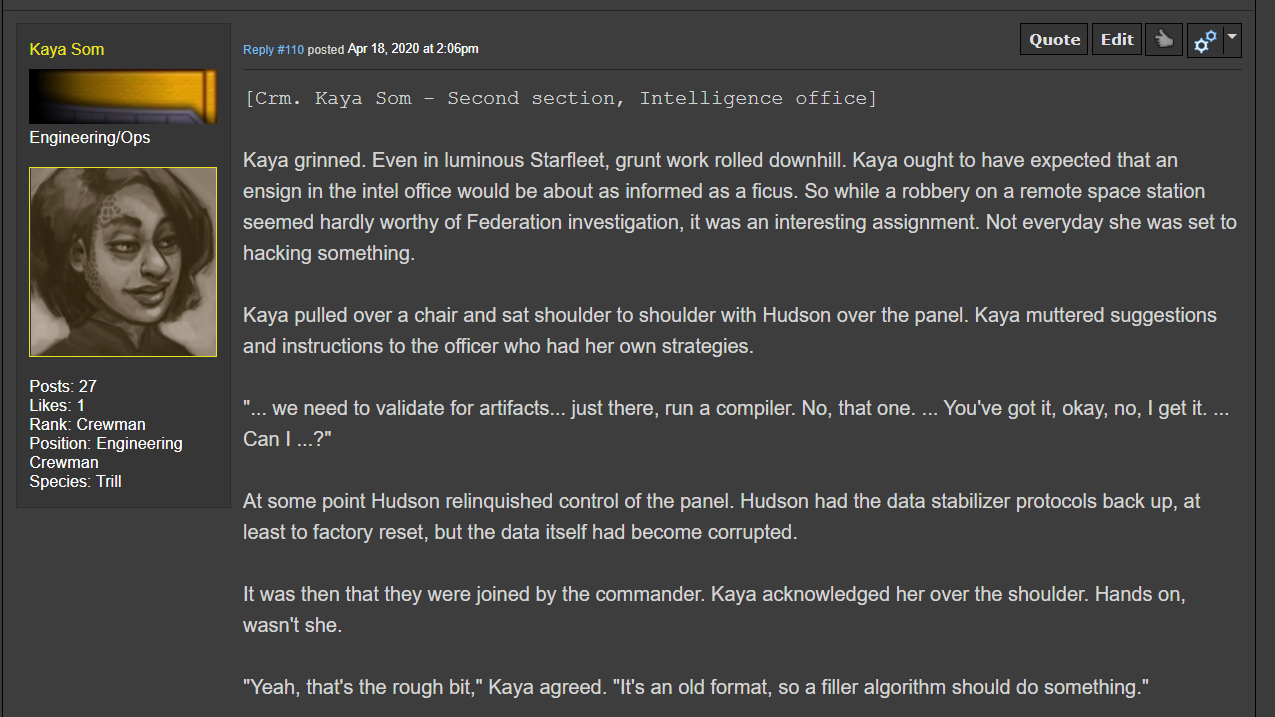 Kaya Som
Engineering/Ops
Posts: 27
Likes: 1
Rank: Crewman
Position: Engineering
Crewman
Species: Trill
Reply #110 posted Apr 18, 2020 at 2:06pm
Quote
Edit
[Crm. Kaya Som - Second section, Intelligence office]
Kaya grinned. Even in luminous Starfleet, grunt work rolled downhill. Kaya ought to have expected that an
ensign in the intel office would be about as informed as a ficus. So while a robbery on a remote space station
seemed hardly worthy of Federation investigation, it was an interesting assignment. Not everyday she was set to
hacking something.
Kaya pulled over a chair and sat shoulder to shoulder with Hudson over the panel. Kaya muttered suggestions
and instructions to the officer who had her own strategies.
"... we need to validate for artifacts... just there, run a compiler. No, that one. ... You've got it, okay, no, I get it. ...
Can I ...?"
At some point Hudson relinquished control of the panel. Hudson had the data stabilizer protocols back up, at
least to factory reset, but the data itself had become corrupted.
It was then that they were joined by the commander. Kaya acknowledged her over the shoulder. Hands on,
wasn't she.
"Yeah, that's the rough bit," Kaya agreed. "It's an old format, so a filler algorithm should do something."